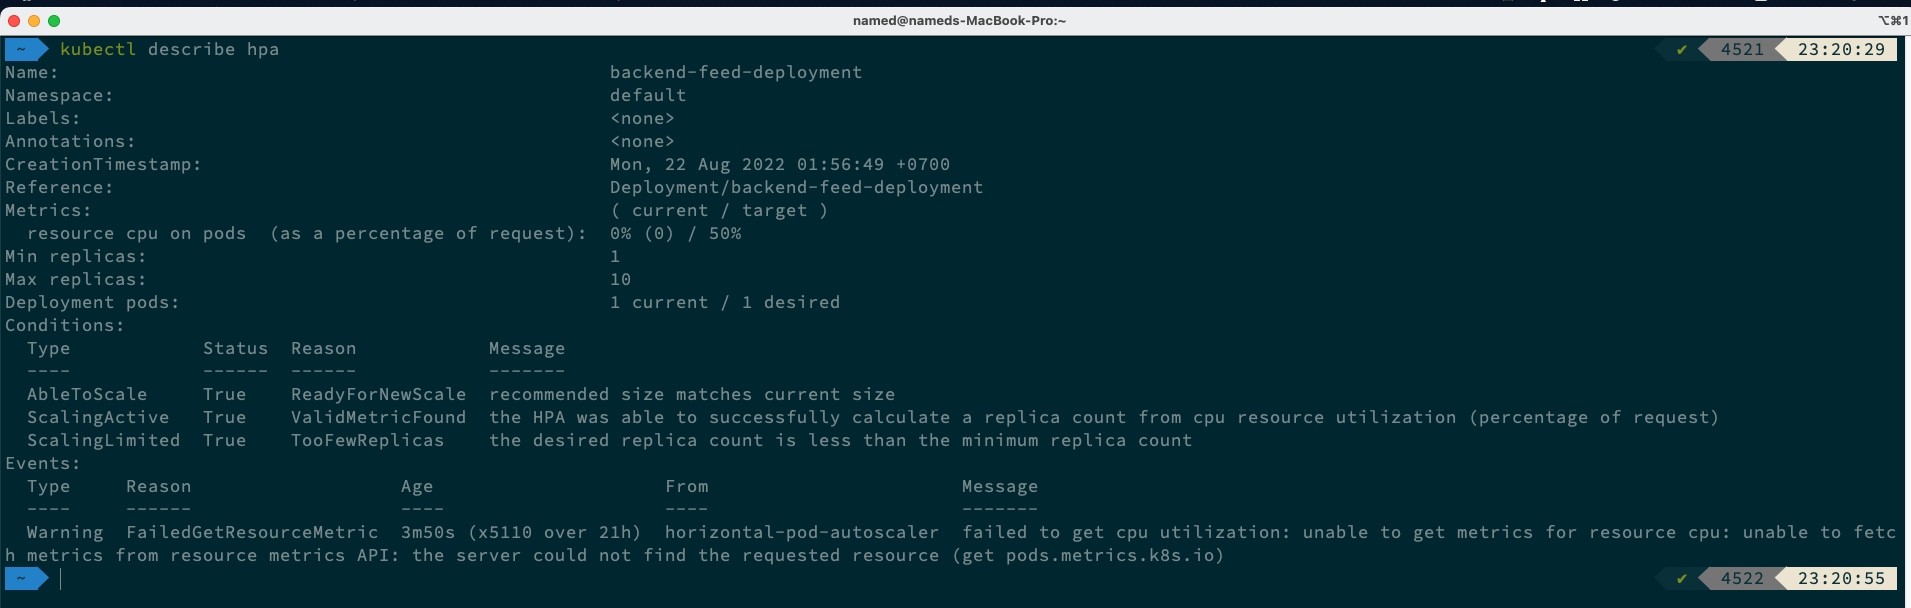 named@nameds-MacBook-Pro:~ ⌥⌘1
~ kubectl describe hpa ✔ 4521 23:20:29
Name: backend-feed-deployment
Namespace: default
Labels: <none>
Annotations: <none>
CreationTimestamp: Mon, 22 Aug 2022 01:56:49 +0700
Reference: Deployment/backend-feed-deployment
Metrics: ( current / target )
resource cpu on pods (as a percentage of request): 0% (0) / 50%
Min replicas: 1
Max replicas: 10
Deployment pods: 1 current / 1 desired
Conditions:
Type Status Reason Message
---- ------ ------ -------
AbleToScale True ReadyForNewScale recommended size matches current size
ScalingActive True ValidMetricFound the HPA was able to successfully calculate a replica count from cpu resource utilization (percentage of request)
ScalingLimited True TooFewReplicas the desired replica count is less than the minimum replica count
Events:
Type Reason Age From Message
---- ------ ---- ---- -------
Warning FailedGetResourceMetric 3m50s (x5110 over 21h) horizontal-pod-autoscaler failed to get cpu utilization: unable to get metrics for resource cpu: unable to fetc
h metrics from resource metrics API: the server could not find the requested resource (get pods.metrics.k8s.io)
~ ✔ 4522 23:20:55